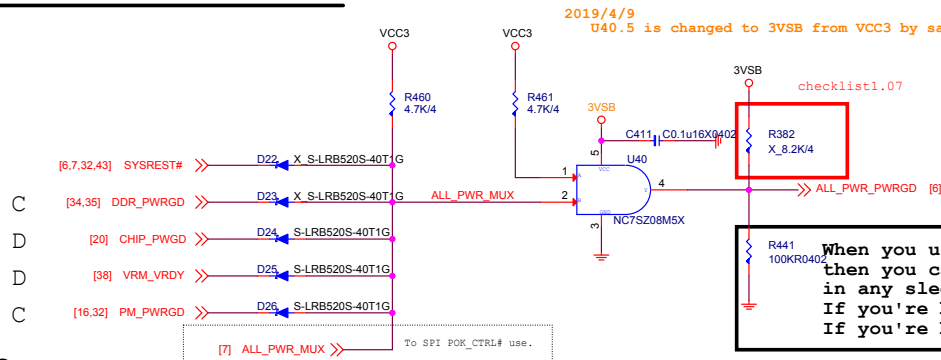 2019/4/9
U40.5 is changed to 3VSB from VCC3 by sa
VCC3
VCC3
3VSB
checklist1.07
R460
4.7K/4
R461
4.7K/4
3VSB
R382
X_8.2K/4
C411
C0.1u16X0402
[6,7,32,43] SYSREST#
D22
X_S-LRB520S-40T1G
5
VCC
U40
1
A
4
Y
ALL_PWR_PWRGD [6]
C
[34,35] DDR_PWRGD
D23
X_S-LRB520S-40T1G
ALL_PWR_MUX
2
B
GND
NC7SZ08M5X
3
D
[20] CHIP_PWGD
D24
S-LRB520S-40T1G
R441
100KR0402
When you u
then you c
in any sle
If you're
If you're
D
[38] VRM_VRDY
D25
S-LRB520S-40T1G
C
[16,32] PM_PWRGD
D26
S-LRB520S-40T1G
[7] ALL_PWR_MUX
To SPI POK_CTRL# use.